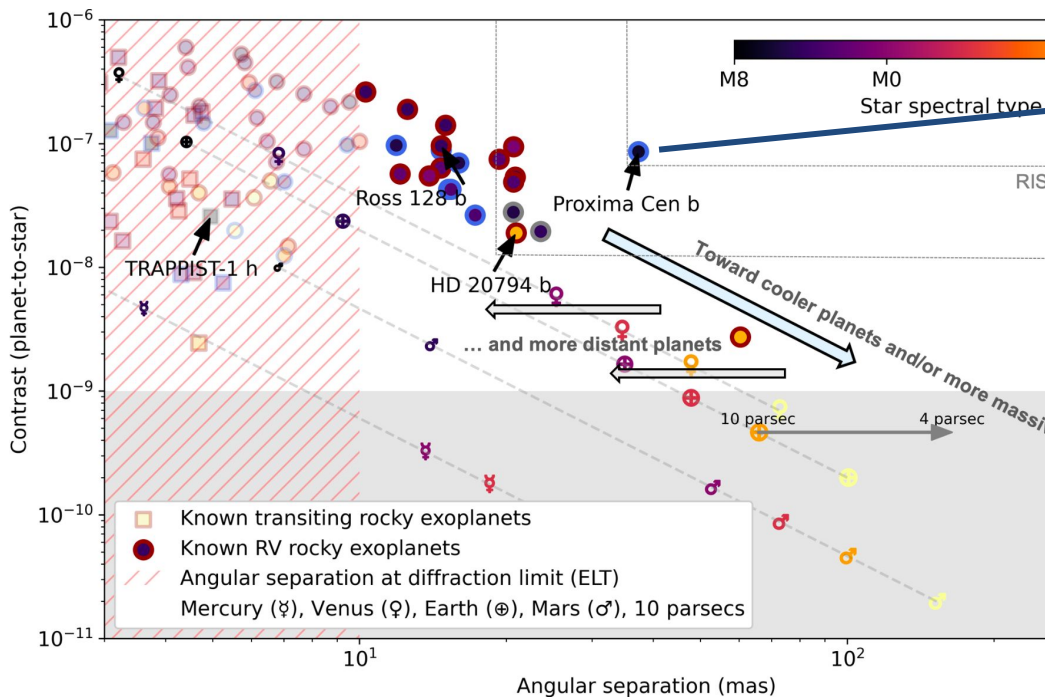 10⁻⁶
10⁻⁷
10⁻⁸
10⁻⁹
10⁻¹⁰
10⁻¹¹
Contrast (planet-to-star)
M8
M0
Star spectral type
RIS
Ross 128 b
Proxima Cen b
TRAPPIST-1 h
HD 20794 b
Toward cooler planets and/or more massi
... and more distant planets
10 parsec
4 parsec
Known transiting rocky exoplanets
Known RV rocky exoplanets
Angular separation at diffraction limit (ELT)
Mercury (☿), Venus (♀), Earth (⊕), Mars (♂), 10 parsecs
10¹
10²
Angular separation (mas)